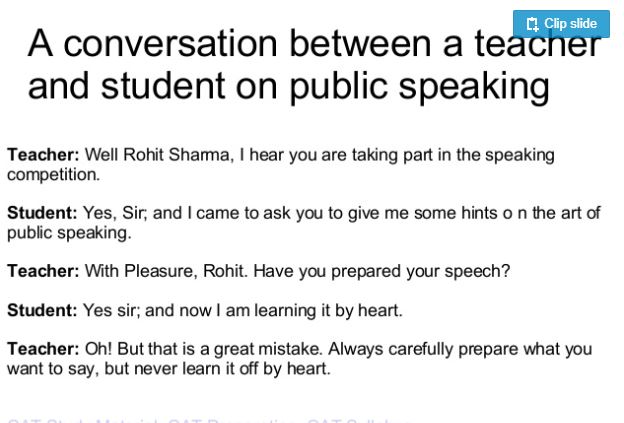 Clip slide
A conversation between a teacher
and student on public speaking
Teacher: Well Rohit Sharma, I hear you are taking part in the speaking
competition.
Student: Yes, Sir; and I came to ask you to give me some hints o n the art of
public speaking.
Teacher: With Pleasure, Rohit. Have you prepared your speech?
Student: Yes sir; and now I am learning it by heart.
Teacher: Oh! But that is a great mistake. Always carefully prepare what you
want to say, but never learn it off by heart.